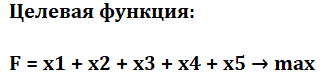 Целевая функция:
F = x1 + x2 + x3 + x4 + x5 → max